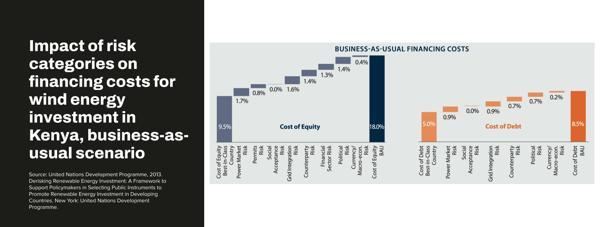 Impact of risk
categories on
financing costs for
wind energy
investment in
Kenya, business-as-
usual scenario
Source: United Nations Development Programme, 2013.
Derisking Renewable Energy Investment: A Framework to
Support Policymakers in Selecting Public Instruments to
Promote Renewable Energy Investment in Developing
Countries. New York: United Nations Development
Programme.
BUSINESS-AS-USUAL FINANCING COSTS
9.5%
1.7%
0.8%
0.0%
1.6%
1.4%
1.3%
1.4%
0.4%
18.0%
Cost of Equity
Cost of Equity
Best-in-Class
Country
Power Market
Risk
Permits
Risk
Social
Acceptance
Risk
Grid Integration
Risk
Counterparty
Risk
Financial
Sector Risk
Political
Risk
Currency/
Macro-econ.
Risk
Cost of Equity
BAU
5.0%
0.9%
0.0%
0.9%
0.7%
0.7%
0.2%
8.5%
Cost of Debt
Cost of Debt
Best-in-Class
Country
Power Market
Risk
Social
Acceptance
Risk
Grid Integration
Risk
Counterparty
Risk
Political
Risk
Currency/
Macro-econ.
Risk
Cost of Debt
BAU